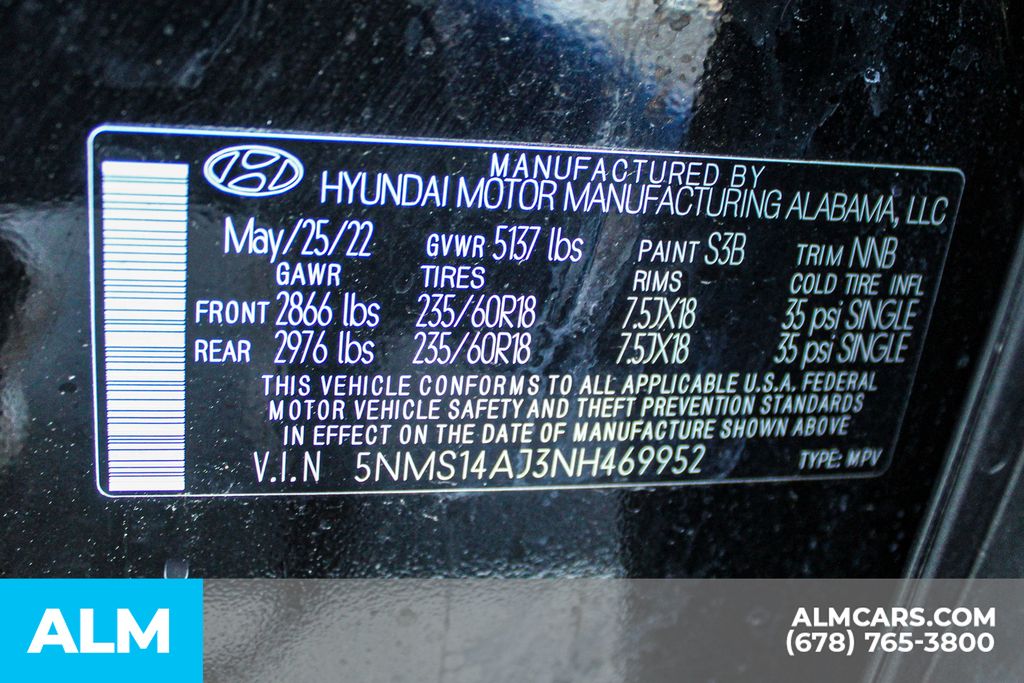 MANUFACTURED BY
HYUNDAI MOTOR MANUFACTURING ALABAMA, LLC
May/25/22 GVWR 5137 lbs PAINT S3B TRIM NNB
GAWR TIRES RIMS COLD TIRE INFL
FRONT 2866 lbs 235/60R18 7.5JX18 35 psi SINGLE
REAR 2976 lbs 235/60R18 7.5JX18 35 psi SINGLE
THIS VEHICLE CONFORMS TO ALL APPLICABLE U.S.A. FEDERAL
MOTOR VEHICLE SAFETY AND THEFT PREVENTION STANDARDS
IN EFFECT ON THE DATE OF MANUFACTURE SHOWN ABOVE
V.I.N 5NMS14AJ3NH469952 TYPE: MPV
ALM
ALMCARS.COM
(678) 765-3800